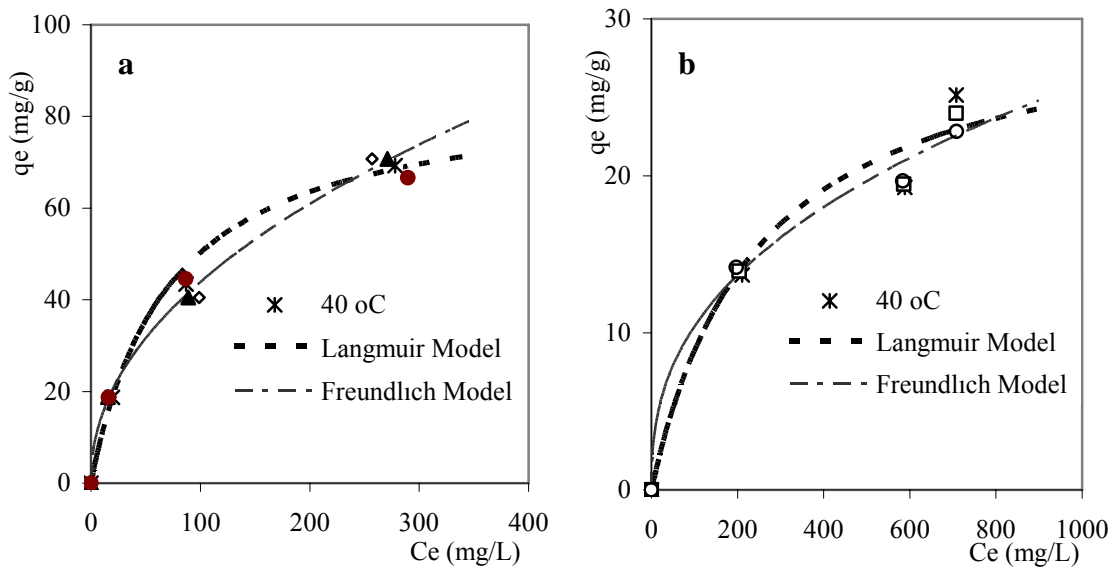 a
qe (mg/g)
100
80
60
40
20
0
0 100 200 300 400
Ce (mg/L)
40 oC
Langmuir Model
Freundlıch Model
b
qe (mg/g)
30
20
10
0
0 200 400 600 800 1000
Ce (mg/L)
40 oC
Langmuir Model
Freundlıch Model